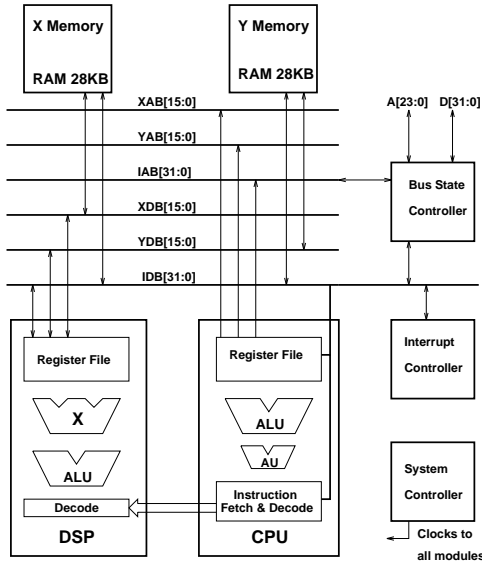 X Memory
RAM 28KB
Y Memory
RAM 28KB
XAB[15:0]
A[23:0] D[31:0]
YAB[15:0]
IAB[31:0]
Bus State
Controller
XDB[15:0]
YDB[15:0]
IDB[31:0]
Register File
X
ALU
Decode
DSP
Register File
ALU
AU
Instruction
Fetch & Decode
CPU
Interrupt
Controller
System
Controller
Clocks to
all modules